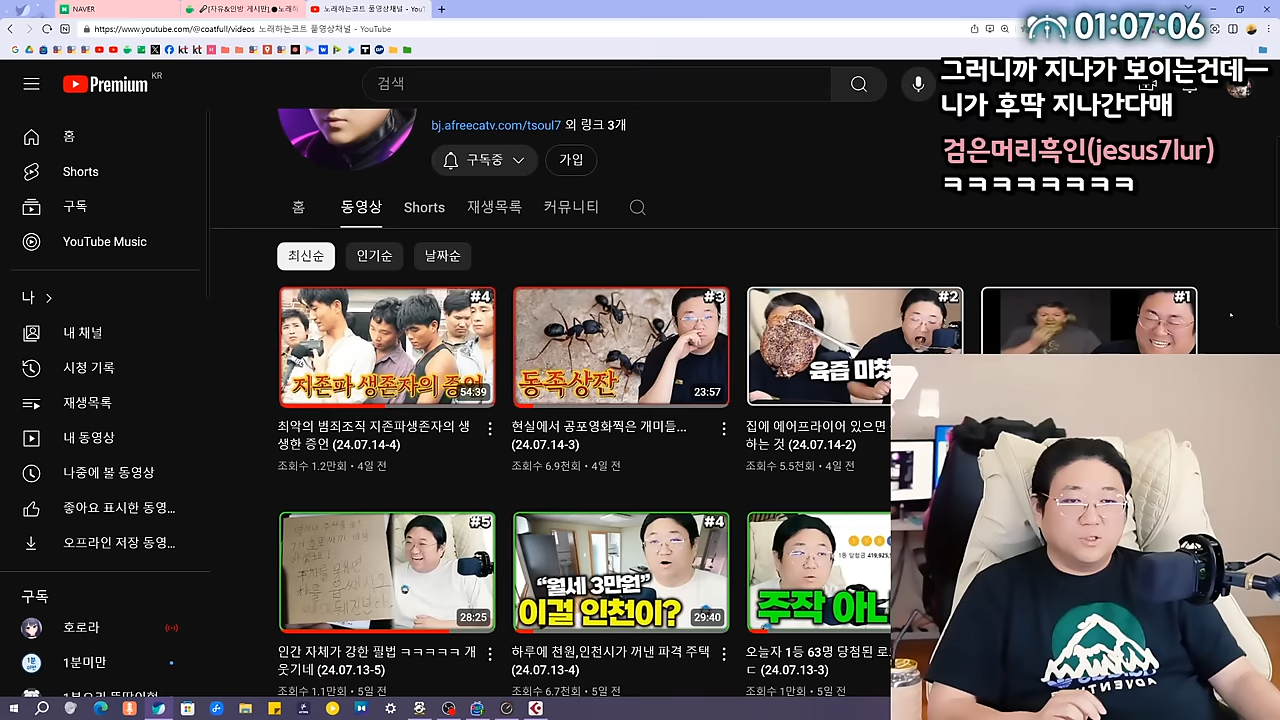 NAVER
[자유&인방 게시판] ●노래하
노래하는코트 풀영상채널 - YouT
https://www.youtube.com/@coatfull/videos 노래하는코트 풀영상채널 - YouTube
01:07:06
그러니까 지나가 보이는건데ㅡ
니가 후딱 지나간다매
검은머리흑인(jesus7lur)
ㅋㅋㅋㅋㅋㅋㅋㅋ
Premium KR
검색
bj.afreecatv.com/tsoul7 외 링크 3개
구독중
가입
홈
Shorts
구독
YouTube Music
나
내 채널
시청 기록
재생목록
내 동영상
나중에 볼 동영상
좋아요 표시한 동영...
오프라인 저장 동영...
구독
호로라
1분미만
홈 동영상 Shorts 재생목록 커뮤니티
최신순 인기순 날짜순
#4
지존파 생존자의 증언
54:39
최악의 범죄조직 지존파생존자의 생
생한 증언 (24.07.14-4)
조회수 1.2만회 • 4일 전
#3
동족상잔
23:57
현실에서 공포영화찍은 개미들...
(24.07.14-3)
조회수 6.9천회 • 4일 전
#2
육즙 미쳤
집에 에어프라이어 있으면
하는 것 (24.07.14-2)
조회수 5.5천회 • 4일 전
#1
#5
28:25
인간 자체가 강한 필법 ㅋㅋㅋㅋㅋ 개
웃기네 (24.07.13-5)
조회수 1.1만회 • 5일 전
#4
“월세 3만원”
이걸 인천이?
29:40
하루에 천원,인천시가 꺼낸 파격 주택
(24.07.13-4)
조회수 6.7천회 • 5일 전
주작 아니
오늘자 1등 63명 당첨된 로
ㄷ (24.07.13-3)
조회수 1만회 • 5일 전
ADVENTURE